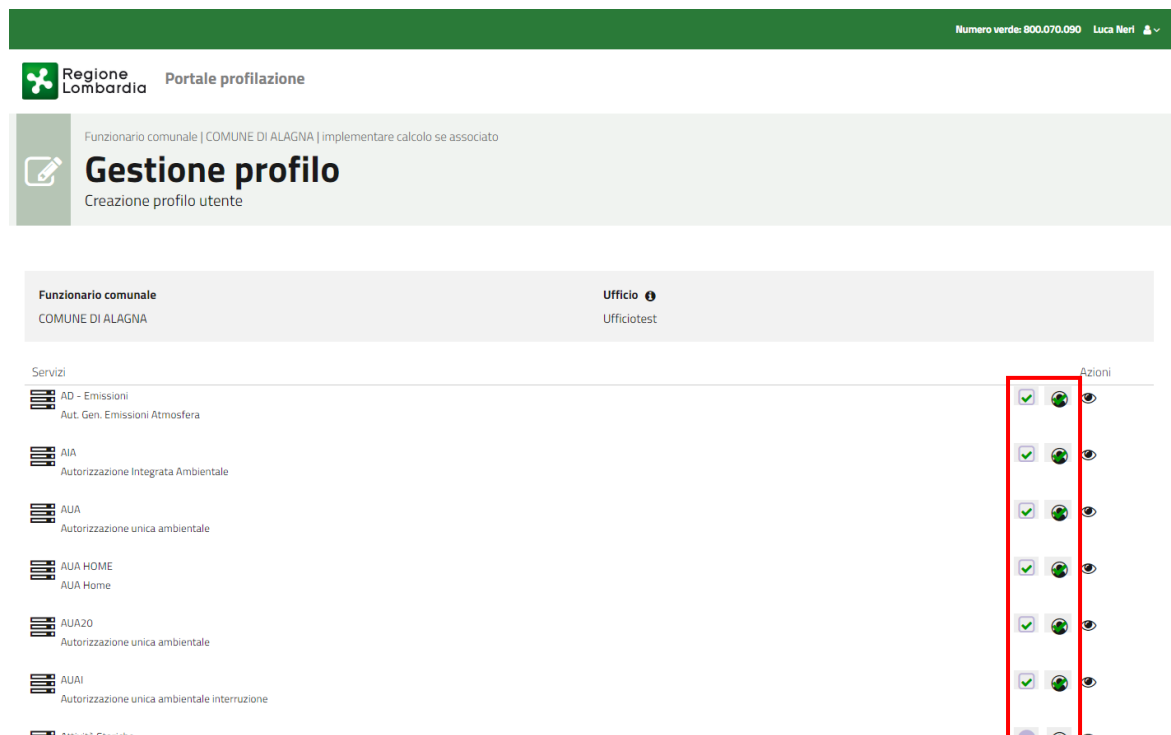 Numero verde: 800.070.090 Luca Neri
Regione
Lombardia
Portale profilazione
Funzionario comunale | COMUNE DI ALAGNA | implementare calcolo se associato
Gestione profilo
Creazione profilo utente
Funzionario comunale
Ufficio
COMUNE DI ALAGNA
Ufficiotest
Servizi
Azioni
AD - Emissioni
Aut. Gen. Emissioni Atmosfera
AIA
Autorizzazione Integrata Ambientale
AUA
Autorizzazione unica ambientale
AUA HOME
AUA Home
AUA20
Autorizzazione unica ambientale
AUAI
Autorizzazione unica ambientale interruzione